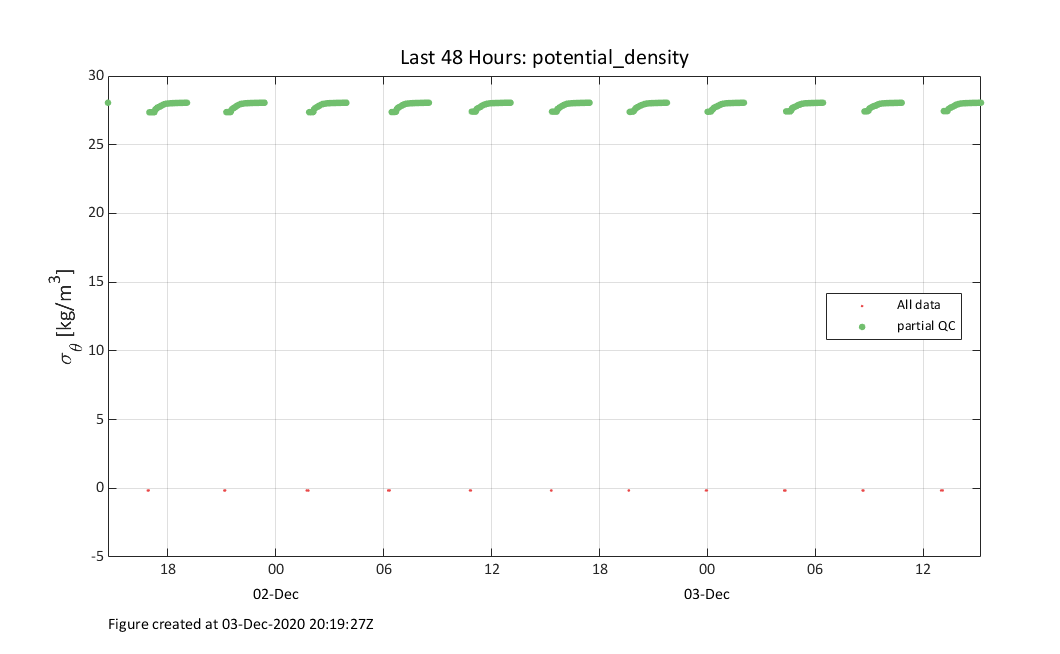 Last 48 Hours: potential_density
30
25
20
15
10
5
0
-5
σθ [kg/m3]
All data
partial QC
18 00 06 12 18 00 06 12
02-Dec 03-Dec
Figure created at 03-Dec-2020 20:19:27Z